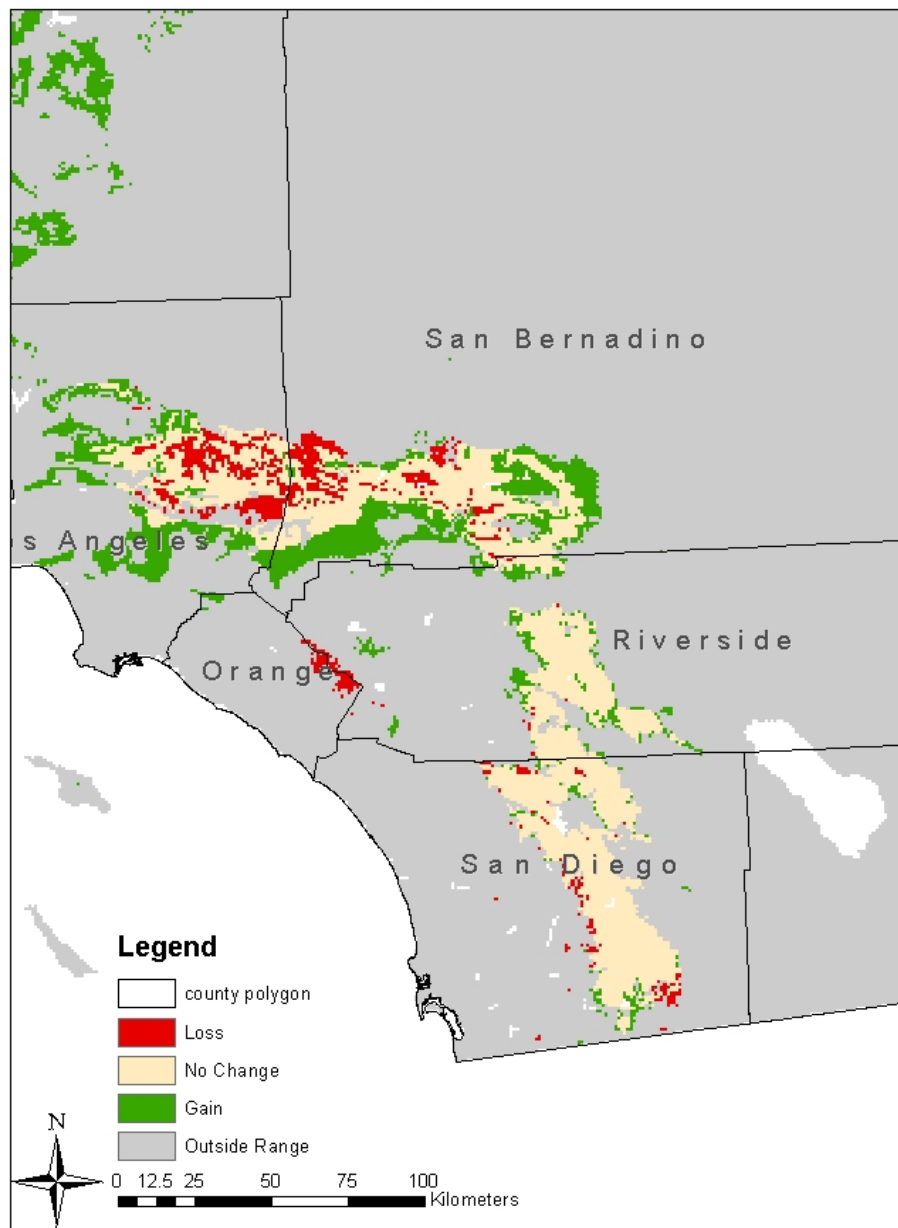 San Bernadino
s Angeles
Riverside
Orange
San Diego
Legend
county polygon
Loss
No Change
Gain
Outside Range
N
0 12.5 25 50 75 100
Kilometers